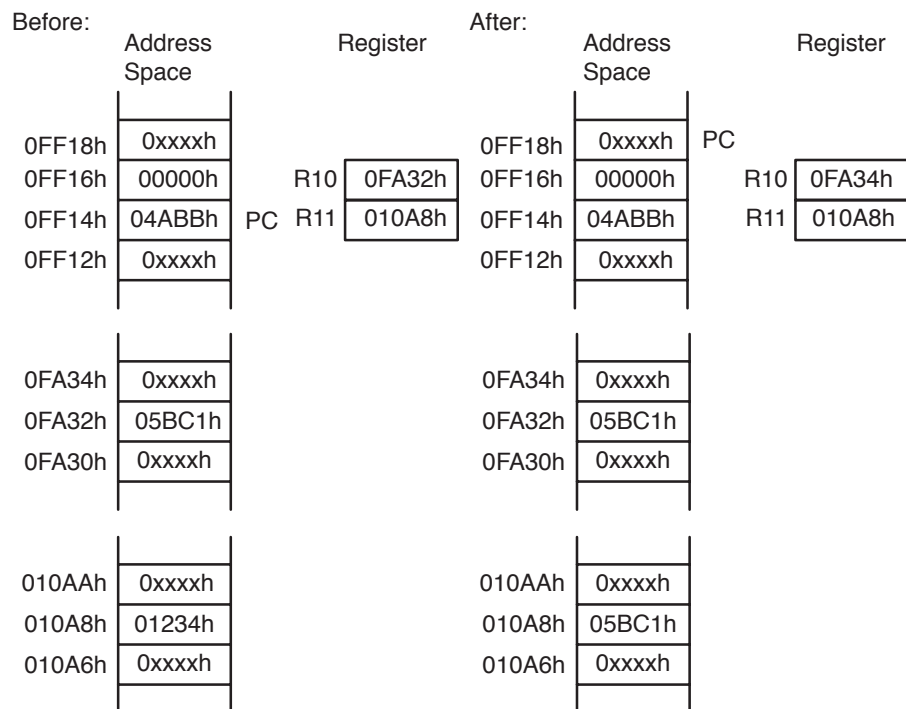 Before:
Address
Space
Register
0FF18h 0xxxxh
0FF16h 00000h R10 0FA32h
0FF14h 04ABBh PC R11 010A8h
0FF12h 0xxxxh
0FA34h 0xxxxh
0FA32h 05BC1h
0FA30h 0xxxxh
010AAh 0xxxxh
010A8h 01234h
010A6h 0xxxxh
After:
Address
Space
Register
0FF18h 0xxxxh PC
0FF16h 00000h R10 0FA34h
0FF14h 04ABBh R11 010A8h
0FF12h 0xxxxh
0FA34h 0xxxxh
0FA32h 05BC1h
0FA30h 0xxxxh
010AAh 0xxxxh
010A8h 05BC1h
010A6h 0xxxxh